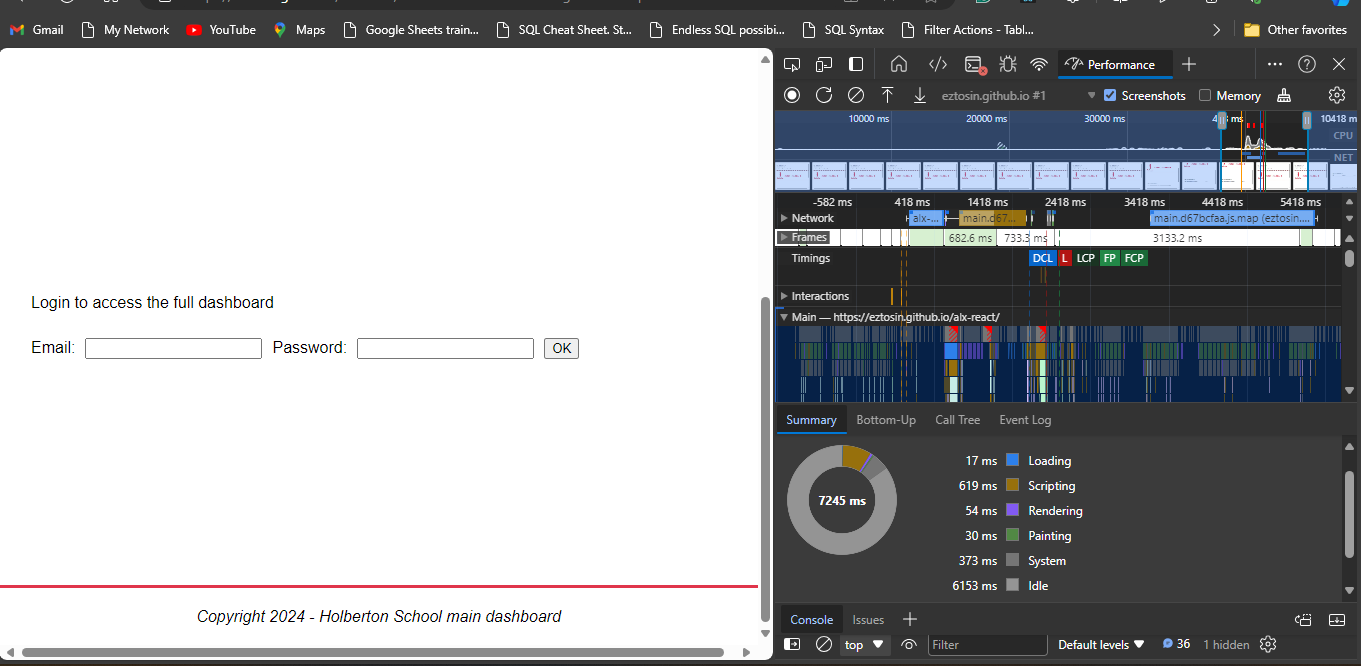 Gmail My Network YouTube Maps Google Sheets train... SQL Cheat Sheet. St... Endless SQL possibi... SQL Syntax Filter Actions - Tabl... Other favorites
Login to access the full dashboard
Email: Password: OK
Copyright 2024 - Holberton School main dashboard
Performance
eztosin.github.io #1 Screenshots Memory
10000 ms 20000 ms 30000 ms ms 10418 m
CPU
NET
-582 ms 418 ms 1418 ms 2418 ms 3418 ms 4418 ms 5418 ms
Network alx-... main.d67... main.d67bcfaa.js.map (eztosin....
Frames 682.6 ms 733.3 ms 3133.2 ms
Timings DCL L LCP FP FCP
Interactions
Main — https://eztosin.github.io/alx-react/
Summary Bottom-Up Call Tree Event Log
7245 ms
17 ms Loading
619 ms Scripting
54 ms Rendering
30 ms Painting
373 ms System
6153 ms Idle
Console Issues
top Filter Default levels 36 1 hidden